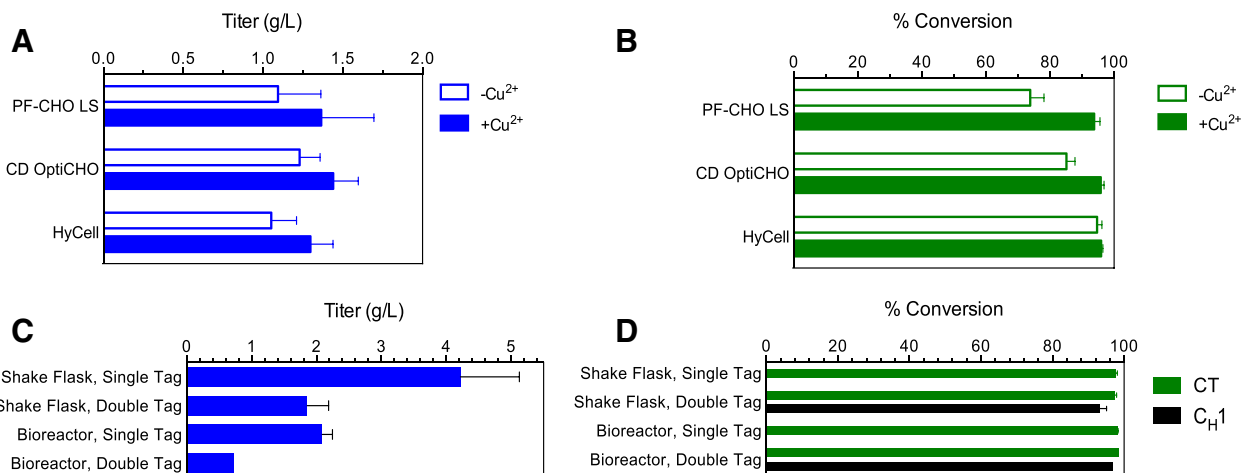 A
Titer (g/L)
0.0 0.5 1.0 1.5 2.0
PF-CHO LS
CD OptiCHO
HyCell
-Cu²⁺
+Cu²⁺
B
% Conversion
0 20 40 60 80 100
PF-CHO LS
CD OptiCHO
HyCell
-Cu²⁺
+Cu²⁺
C
Titer (g/L)
0 1 2 3 4 5
Shake Flask, Single Tag
Shake Flask, Double Tag
Bioreactor, Single Tag
Bioreactor, Double Tag
D
% Conversion
0 20 40 60 80 100
Shake Flask, Single Tag
Shake Flask, Double Tag
Bioreactor, Single Tag
Bioreactor, Double Tag
CT
C_H1